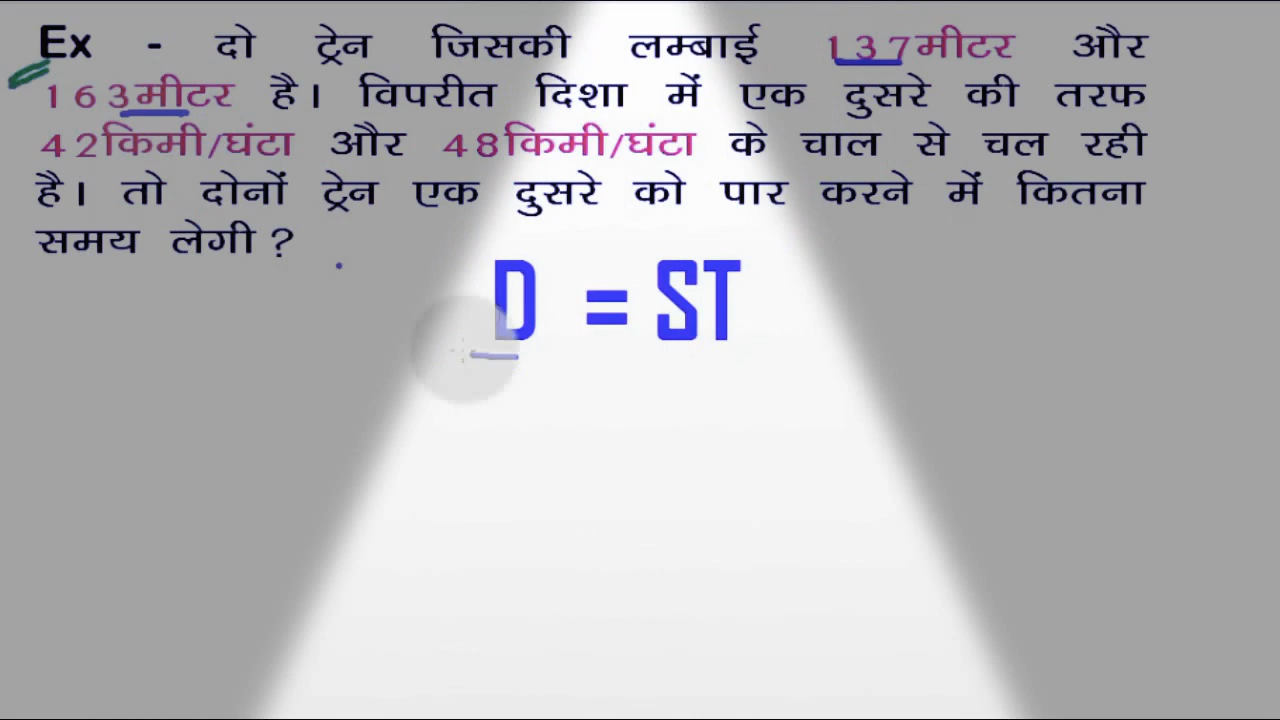 Ex - दो ट्रेन जिसकी लम्बाई 137मीटर और
163मीटर है। विपरीत दिशा में एक दुसरे की तरफ
42किमी/घंटा और 48किमी/घंटा के चाल से चल रही
है। तो दोनों ट्रेन एक दुसरे को पार करने में कितना
समय लेगी?
D = ST